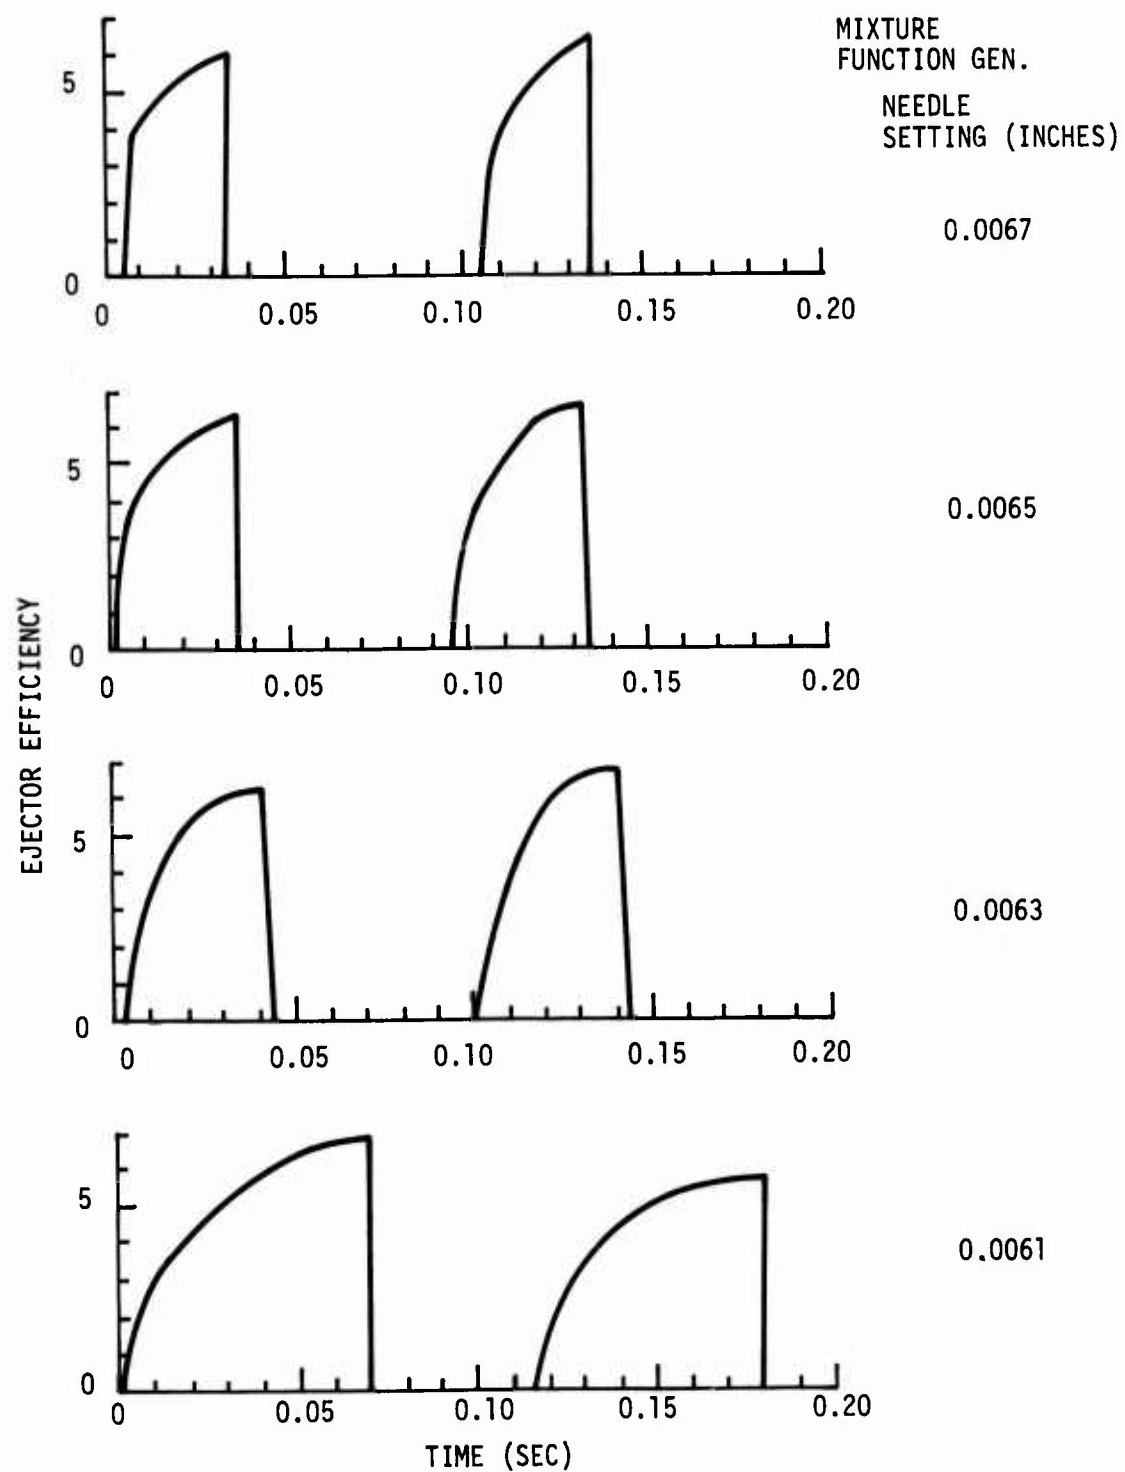 MIXTURE
FUNCTION GEN.
NEEDLE
SETTING (INCHES)
5
0
0.0067
0 0.05 0.10 0.15 0.20
5
0
0.0065
0 0.05 0.10 0.15 0.20
EJECTOR EFFICIENCY
5
0
0.0063
0 0.05 0.10 0.15 0.20
5
0
0.0061
0 0.05 0.10 0.15 0.20
TIME (SEC)